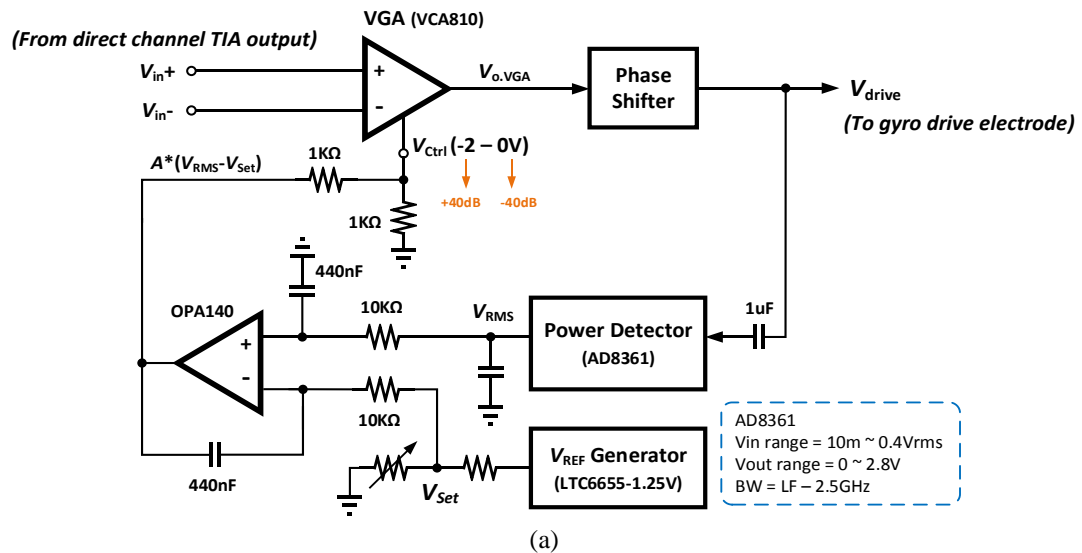 VGA (VCA810)
(From direct channel TIA output)
Vin+
+
Vin-
-
Vo.VGA
Phase
Shifter
Vdrive
(To gyro drive electrode)
VCtrl (-2 – 0V)
+40dB
-40dB
A*(VRMS-VSet)
1KΩ
1KΩ
440nF
OPA140
+
-
10KΩ
VRMS
Power Detector
(AD8361)
1uF
10KΩ
440nF
VSet
VREF Generator
(LTC6655-1.25V)
AD8361
Vin range = 10m ~ 0.4Vrms
Vout range = 0 ~ 2.8V
BW = LF – 2.5GHz
(a)